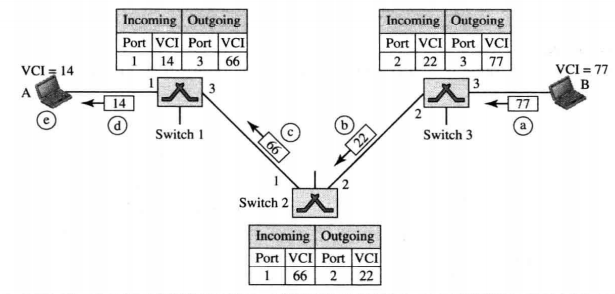 Incoming Outgoing
Port VCI Port VCI
1 14 3 66
Incoming Outgoing
Port VCI Port VCI
2 22 3 77
VCI = 14
A
e
14
d
1
3
Switch 1
66
c
b
22
2
3
Switch 3
77
a
VCI = 77
B
1
2
Switch 2
Incoming Outgoing
Port VCI Port VCI
1 66 2 22